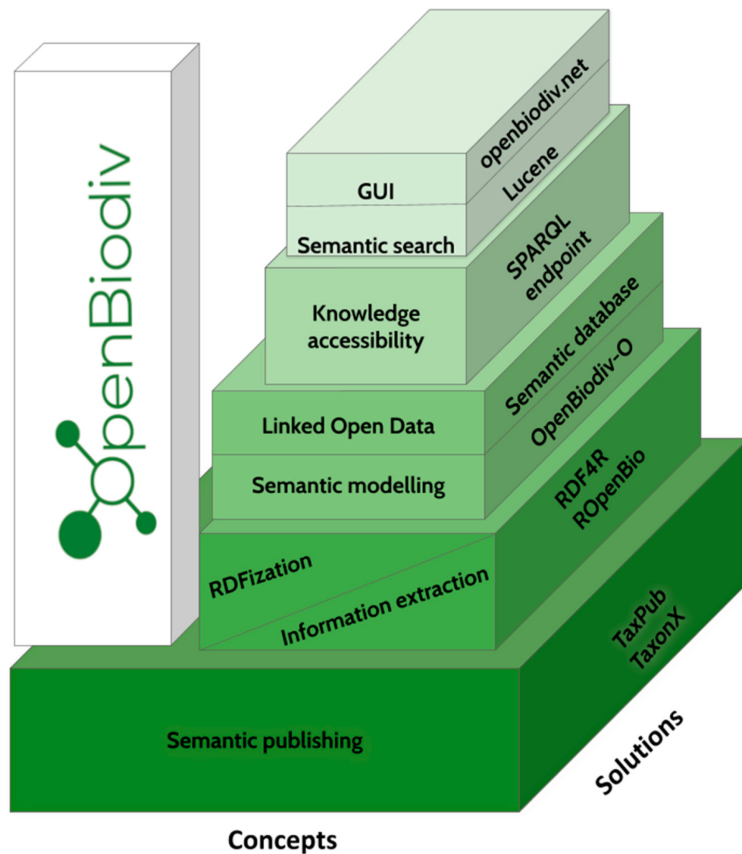 OpenBiodiv
GUI
openbiodiv.net
Semantic search
Lucene
Knowledge
accessibility
SPARQL
endpoint
Linked Open Data
Semantic database
Semantic modelling
OpenBiodiv-O
RDFization
Information extraction
RDF4R
ROpenBio
Semantic publishing
TaxPub
TaxonX
Concepts
Solutions